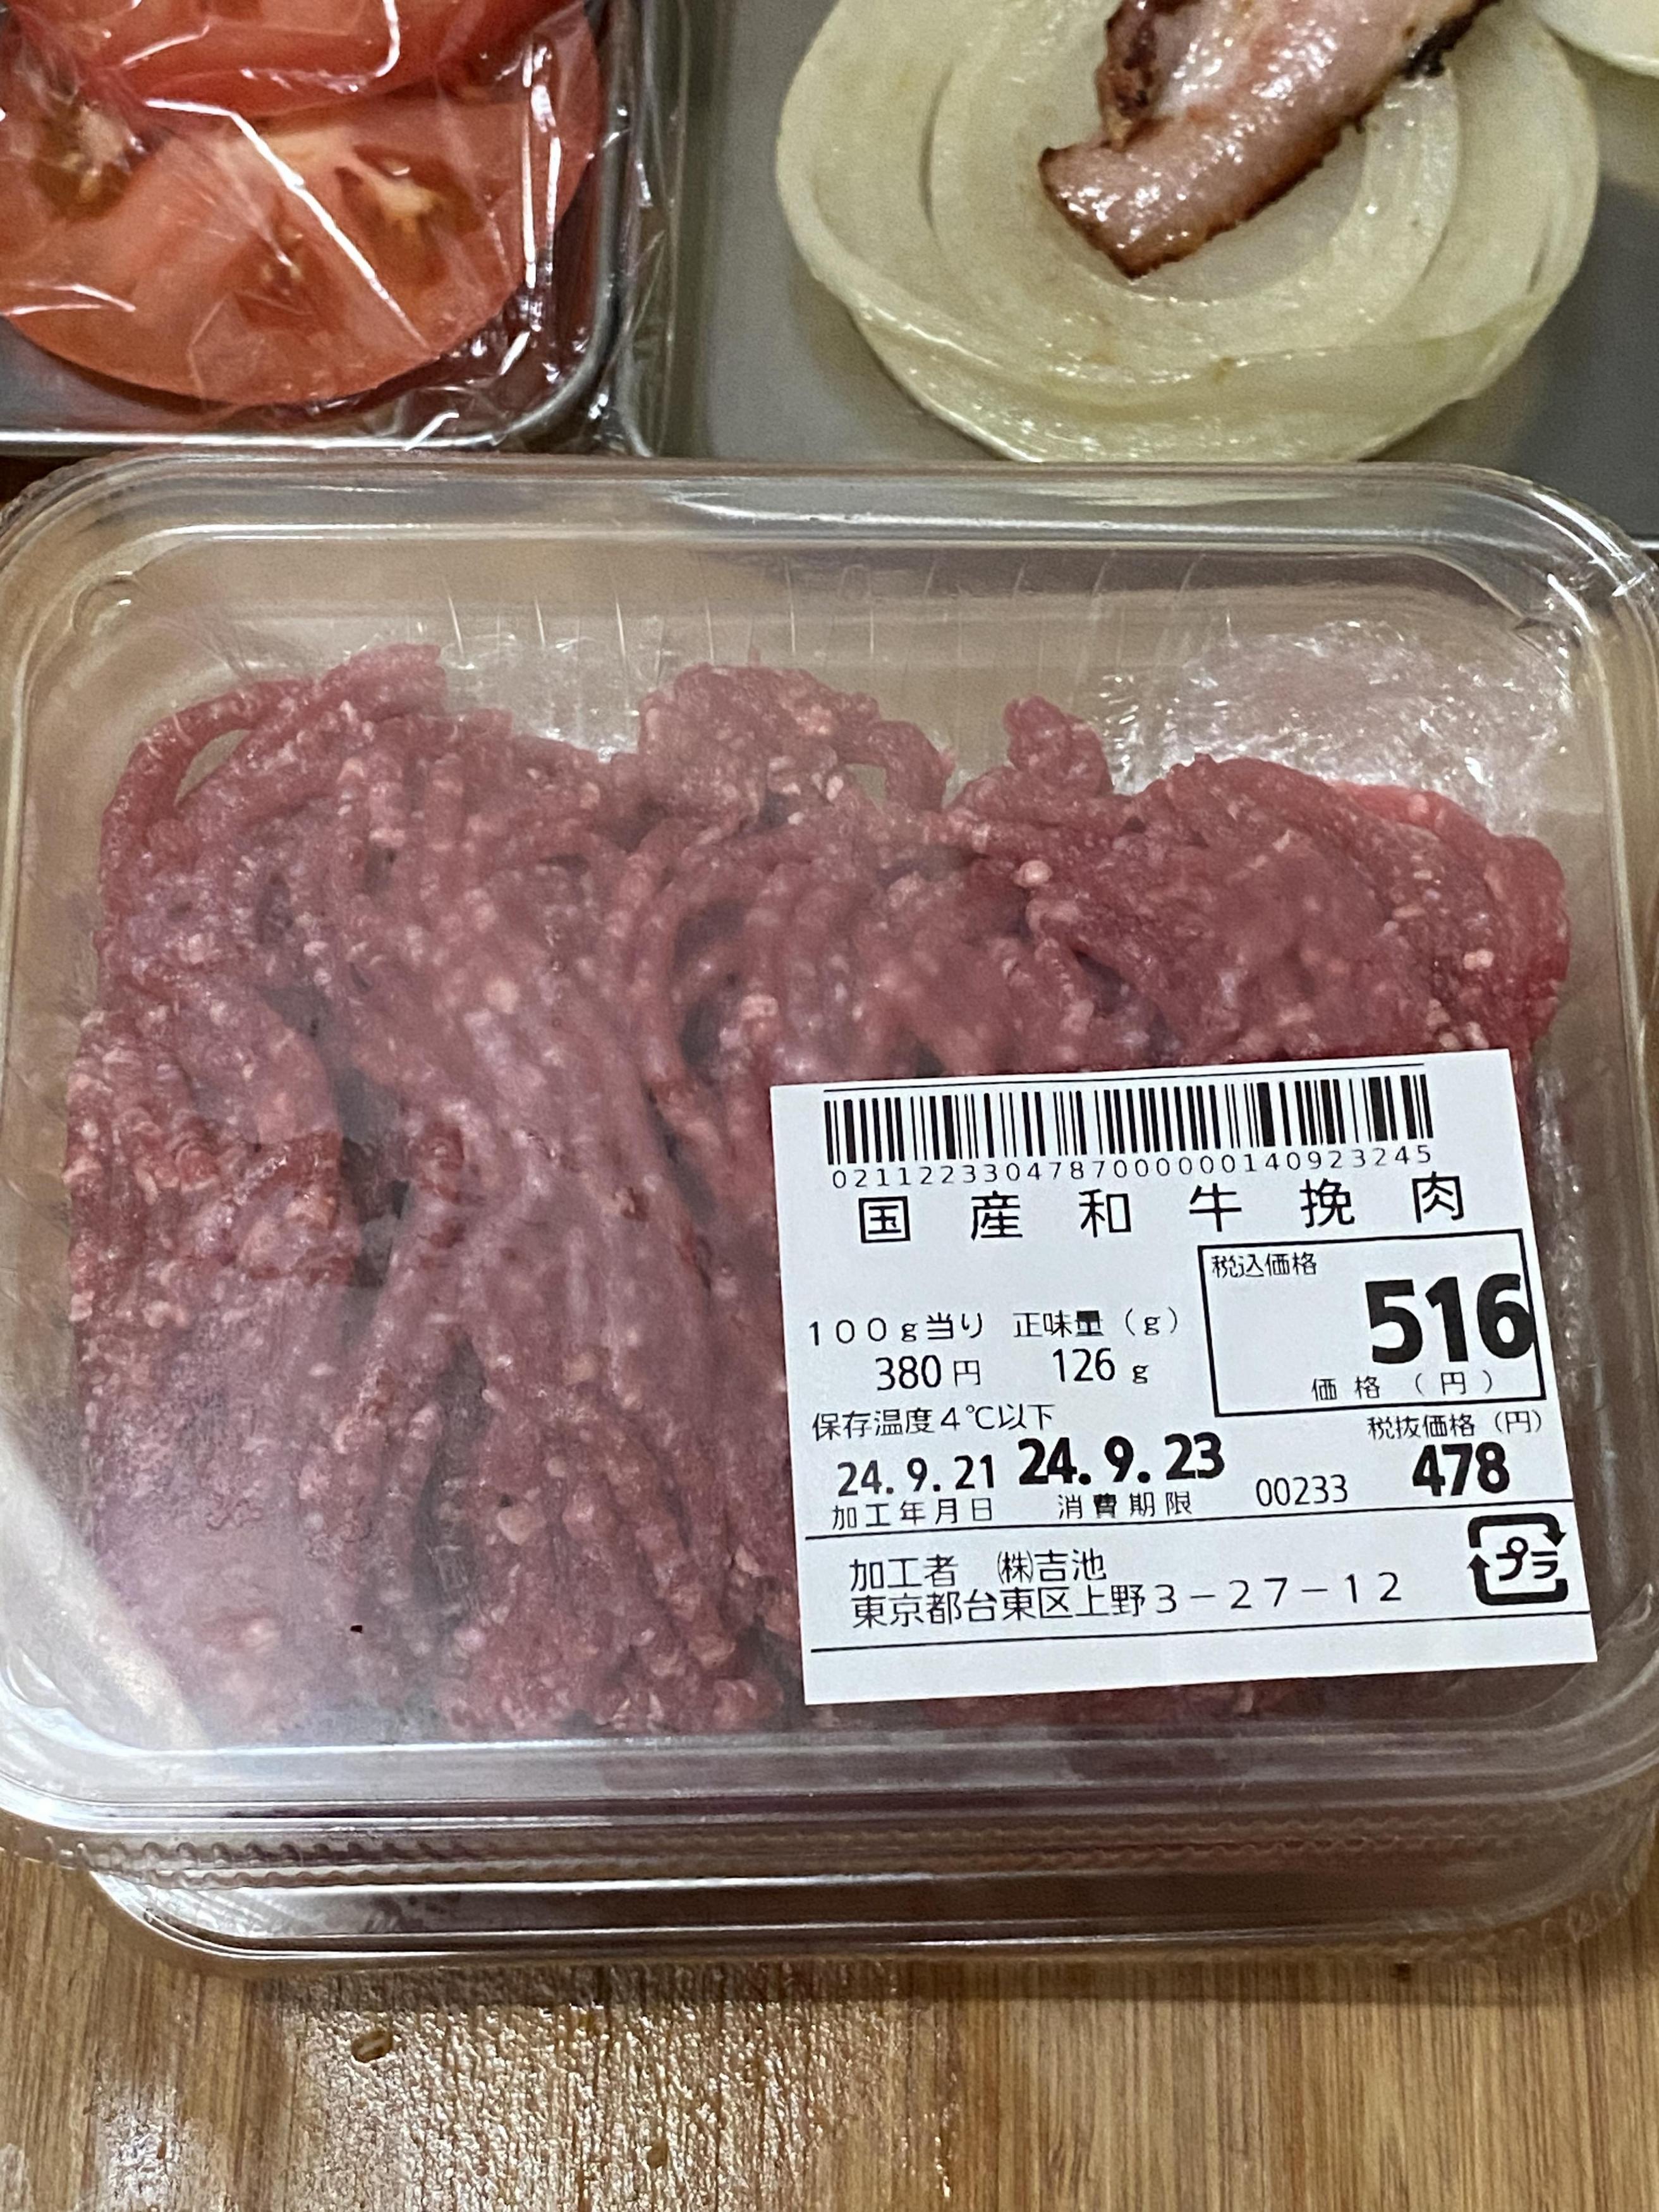 02112233047870000000140923245
国産和牛挽肉
税込価格
516
価格(円)
100g当り 正味量(g)
380円 126g
保存温度4℃以下
税抜価格(円)
24.9.21 24.9.23 00233 478
加工年月日 消費期限
加工者 ㈱吉池
東京都台東区上野3-27-12
プラ